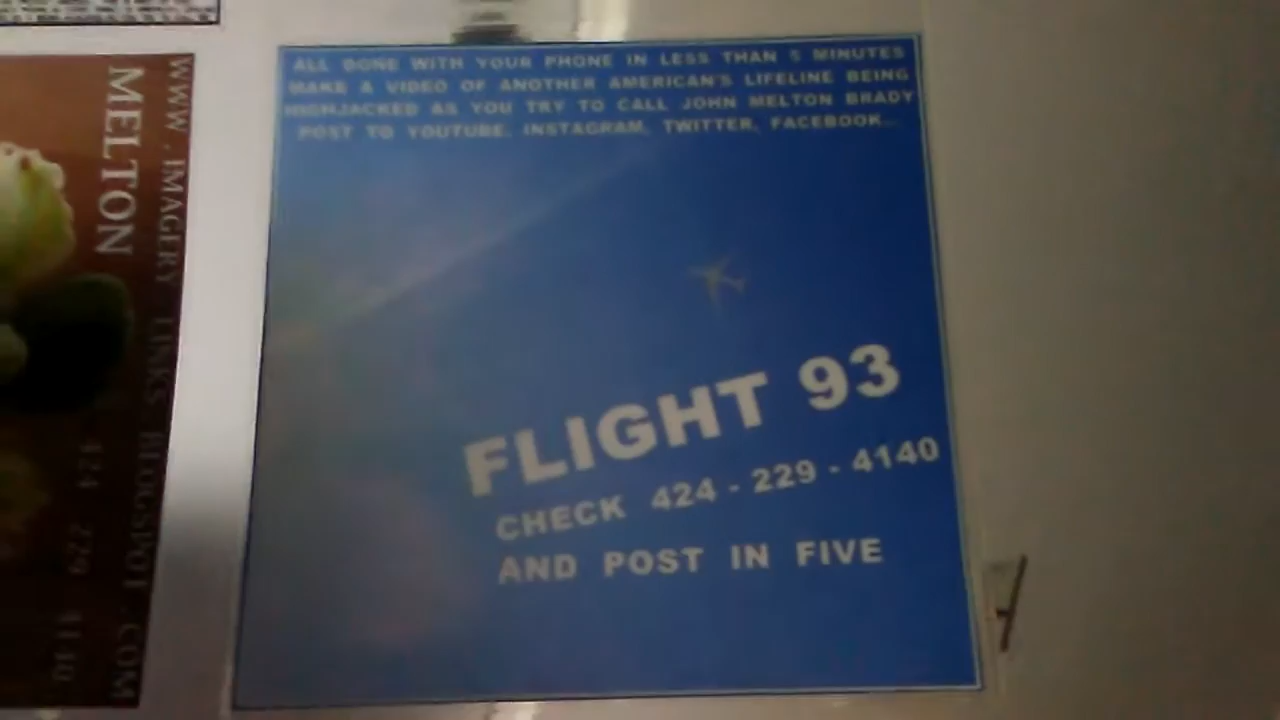 ALL DONE WITH YOUR PHONE IN LESS THAN 5 MINUTES
MAKE A VIDEO OF ANOTHER AMERICAN'S LIFELINE BEING
HIGHJACKED AS YOU TRY TO CALL JOHN MELTON BRADY
POST TO YOUTUBE, INSTAGRAM, TWITTER, FACEBOOK...
FLIGHT 93
CHECK 424 - 229 - 4140
AND POST IN FIVE
WWW . IMAGERY LINKS BLOGSPOT . COM
MELTON
424 229 4140